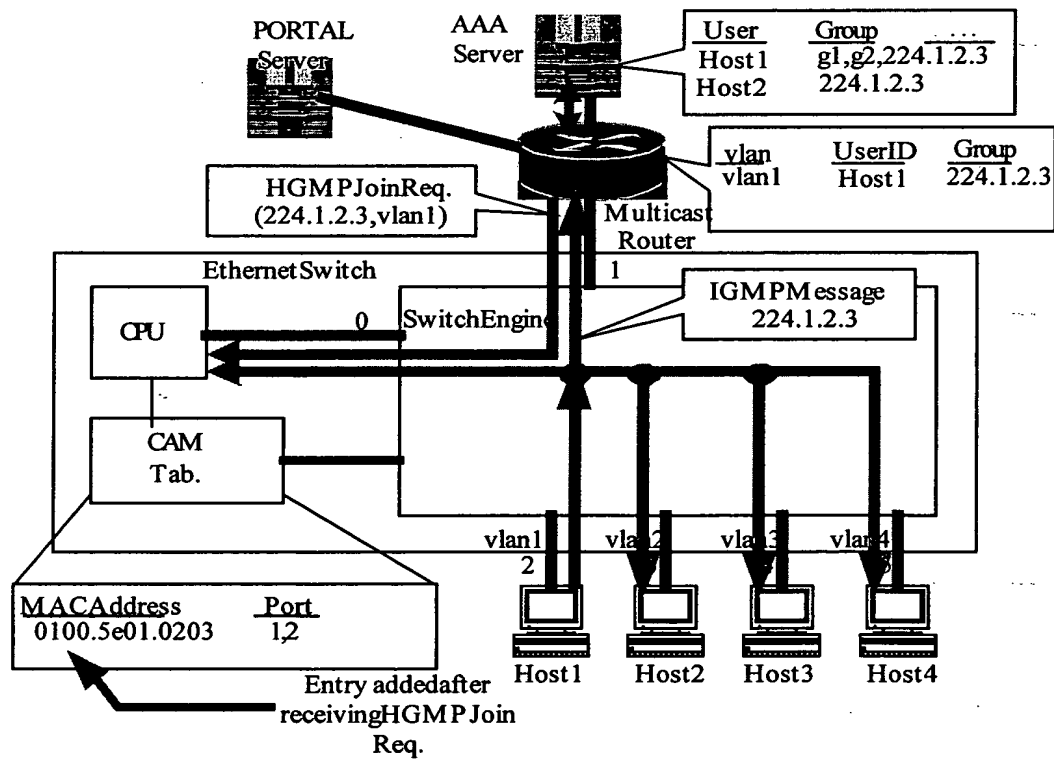 PORTAL
Server
AAA
Server
User Group ...
Host1 g1,g2,224.1.2.3
Host2 224.1.2.3
vlan UserID Group
vlan1 Host1 224.1.2.3
HGMPJoinReq.
(224.1.2.3,vlan1)
Multicast
Router
EthernetSwitch
1
CPU
0
SwitchEngine
IGMPMessage
224.1.2.3
CAM
Tab.
vlan1 vlan2 vlan3 vlan4
2
MACAddress Port
0100.5e01.0203 1,2
Host1 Host2 Host3 Host4
Entry addedafter
receivingHGMPJoin
Req.